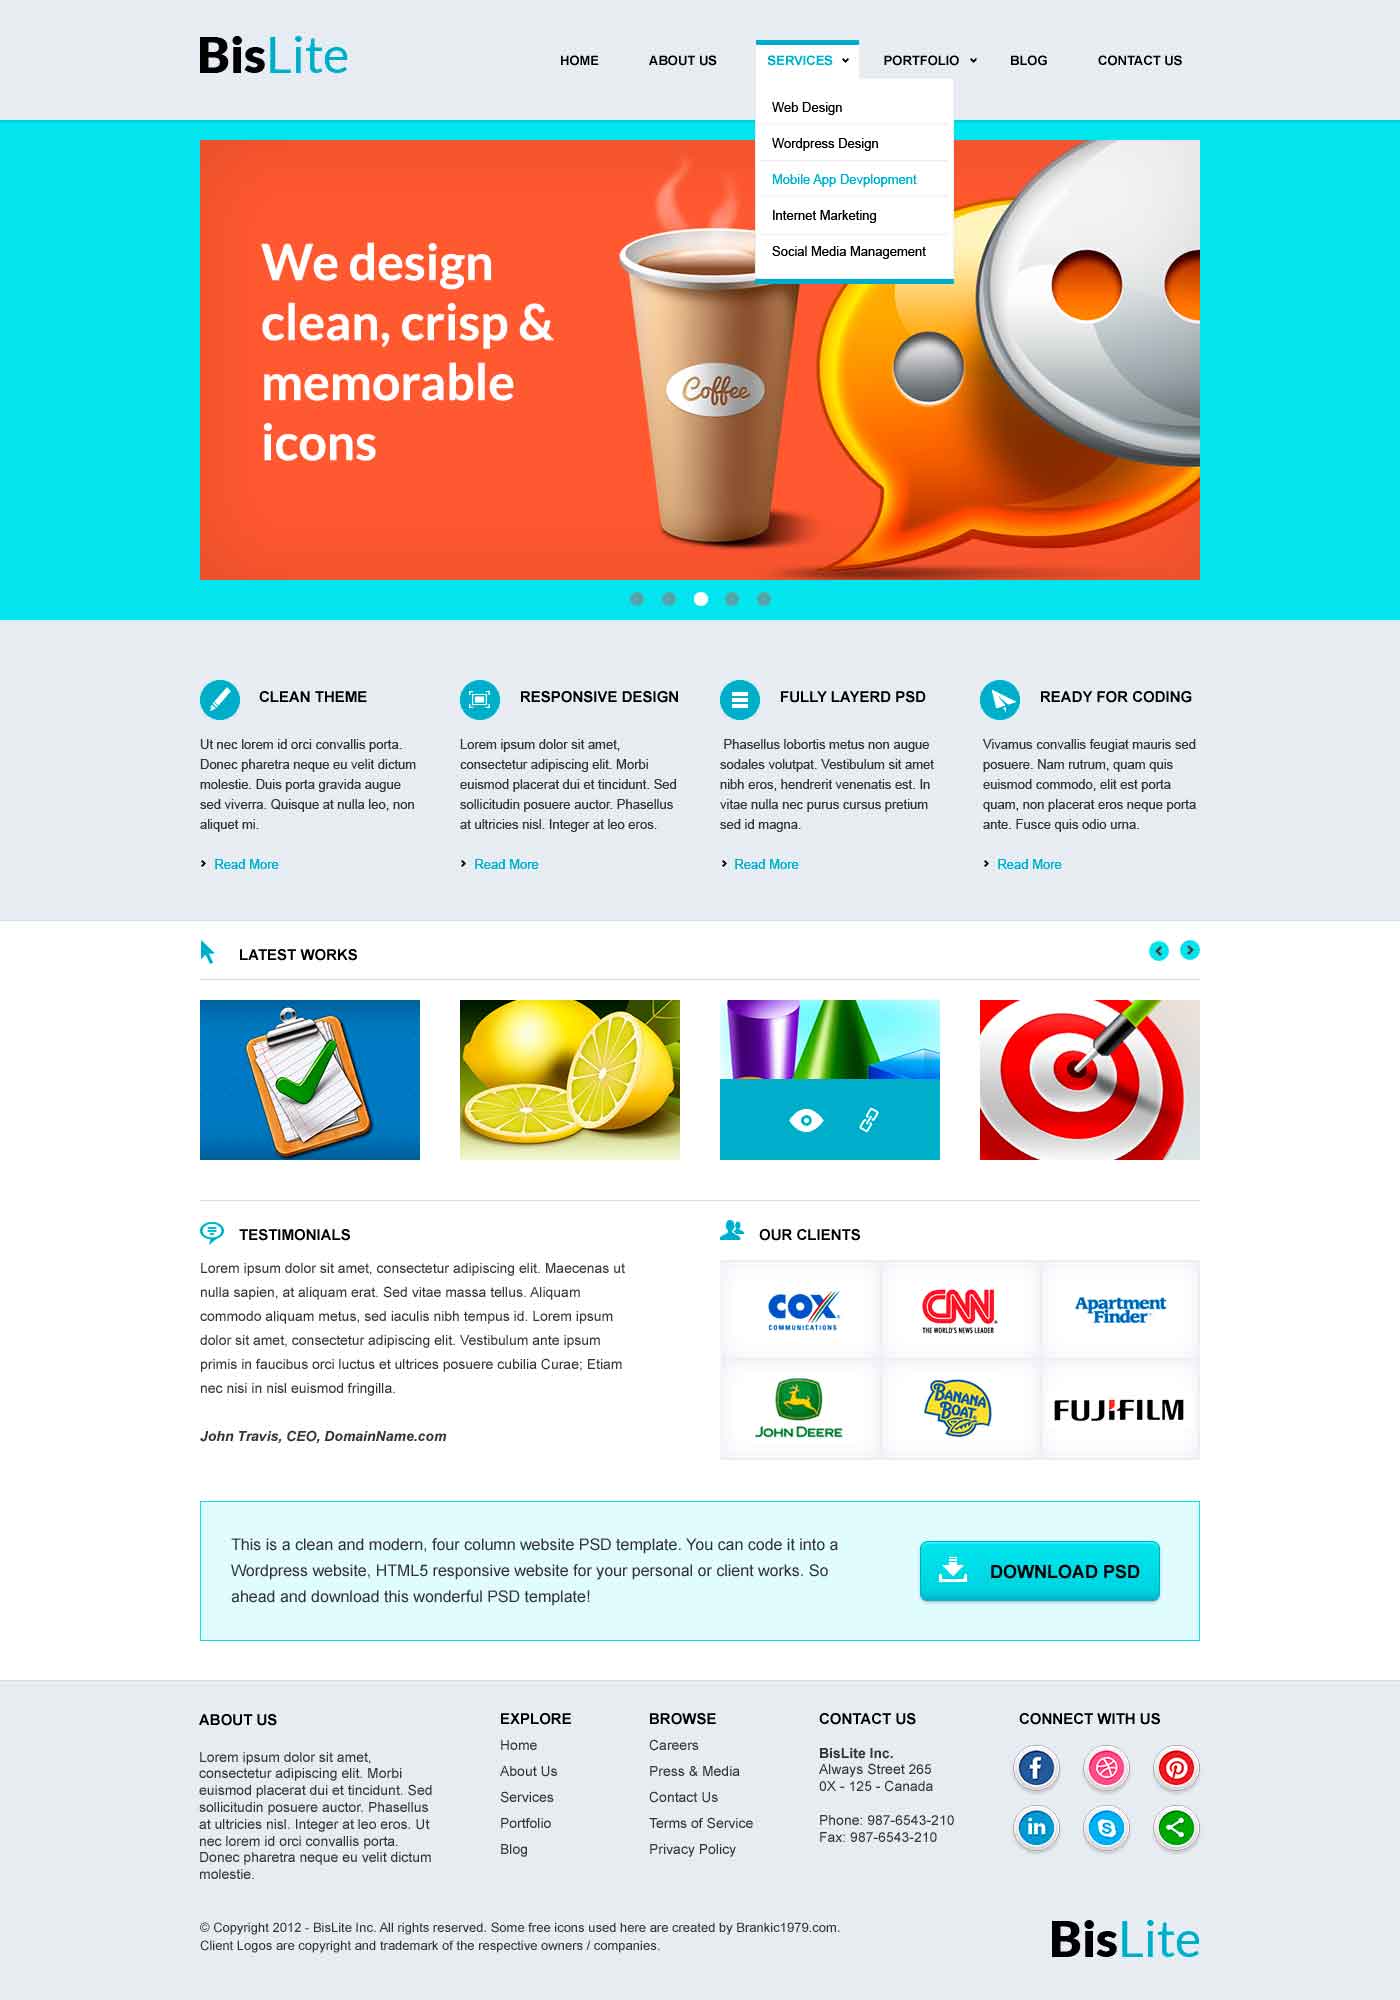 BisLite
HOME
ABOUT US
SERVICES
PORTFOLIO
BLOG
CONTACT US
Web Design
Wordpress Design
Mobile App Devplopment
Internet Marketing
Social Media Management
We design
clean, crisp &
memorable
icons
Coffee
CLEAN THEME
Ut nec lorem id orci convallis porta.
Donec pharetra neque eu velit dictum
molestie. Duis porta gravida augue
sed viverra. Quisque at nulla leo, non
aliquet mi.
Read More
RESPONSIVE DESIGN
Lorem ipsum dolor sit amet,
consectetur adipiscing elit. Morbi
euismod placerat dui et tincidunt. Sed
sollicitudin posuere auctor. Phasellus
at ultricies nisl. Integer at leo eros.
Read More
FULLY LAYERD PSD
Phasellus lobortis metus non augue
sodales volutpat. Vestibulum sit amet
nibh eros, hendrerit venenatis est. In
vitae nulla nec purus cursus pretium
sed id magna.
Read More
READY FOR CODING
Vivamus convallis feugiat mauris sed
posuere. Nam rutrum, quam quis
euismod commodo, elit est porta
quam, non placerat eros neque porta
ante. Fusce quis odio urna.
Read More
LATEST WORKS
TESTIMONIALS
Lorem ipsum dolor sit amet, consectetur adipiscing elit. Maecenas ut
nulla sapien, at aliquam erat. Sed vitae massa tellus. Aliquam
commodo aliquam metus, sed iaculis nibh tempus id. Lorem ipsum
dolor sit amet, consectetur adipiscing elit. Vestibulum ante ipsum
primis in faucibus orci luctus et ultrices posuere cubilia Curae; Etiam
nec nisi in nisl euismod fringilla.
John Travis, CEO, DomainName.com
OUR CLIENTS
COX
COMMUNICATIONS
CNN
THE WORLD'S NEWS LEADER
Apartment
Finder
JOHN DEERE
BANANA
BOAT
FUJIFILM
This is a clean and modern, four column website PSD template. You can code it into a
Wordpress website, HTML5 responsive website for your personal or client works. So
ahead and download this wonderful PSD template!
DOWNLOAD PSD
ABOUT US
Lorem ipsum dolor sit amet,
consectetur adipiscing elit. Morbi
euismod placerat dui et tincidunt. Sed
sollicitudin posuere auctor. Phasellus
at ultricies nisl. Integer at leo eros. Ut
nec lorem id orci convallis porta.
Donec pharetra neque eu velit dictum
molestie.
EXPLORE
Home
About Us
Services
Portfolio
Blog
BROWSE
Careers
Press & Media
Contact Us
Terms of Service
Privacy Policy
CONTACT US
BisLite Inc.
Always Street 265
0X - 125 - Canada
Phone: 987-6543-210
Fax: 987-6543-210
CONNECT WITH US
© Copyright 2012 - BisLite Inc. All rights reserved. Some free icons used here are created by Brankic1979.com.
Client Logos are copyright and trademark of the respective owners / companies.
BisLite